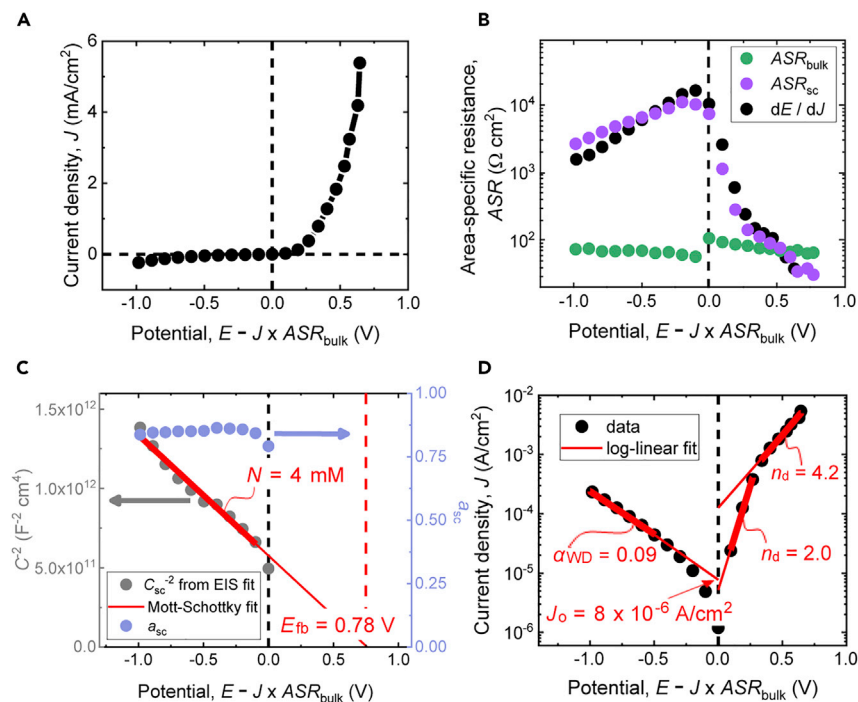 A
Current density, J (mA/cm²)
6
4
2
0
-1.0
-0.5
0.0
0.5
1.0
Potential, E − J x ASRbulk (V)
B
Area-specific resistance,
ASR (Ω cm²)
10⁴
10³
10²
ASRbulk
ASRsc
dE / dJ
-1.0
-0.5
0.0
0.5
1.0
Potential, E − J x ASRbulk (V)
C
C⁻² (F⁻² cm⁴)
1.5x10¹²
1.0x10¹²
5.0x10¹¹
0.0
1.00
0.75
0.50
0.25
0.00
asc
N = 4 mM
Efb = 0.78 V
Csc⁻² from EIS fit
Mott-Schottky fit
asc
-1.0
-0.5
0.0
0.5
1.0
Potential, E − J x ASRbulk (V)
D
Current density, J (A/cm²)
10⁻²
10⁻³
10⁻⁴
10⁻⁵
10⁻⁶
data
log-linear fit
nd = 4.2
nd = 2.0
αWD = 0.09
Jo = 8 x 10⁻⁶ A/cm²
-1.0
-0.5
0.0
0.5
1.0
Potential, E − J x ASRbulk (V)